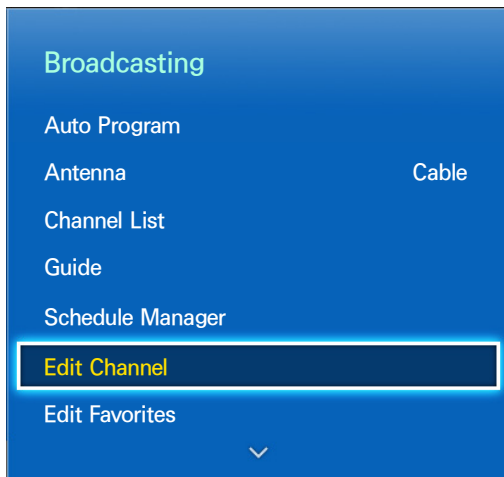 Broadcasting
Auto Program
Antenna Cable
Channel List
Guide
Schedule Manager
Edit Channel
Edit Favorites